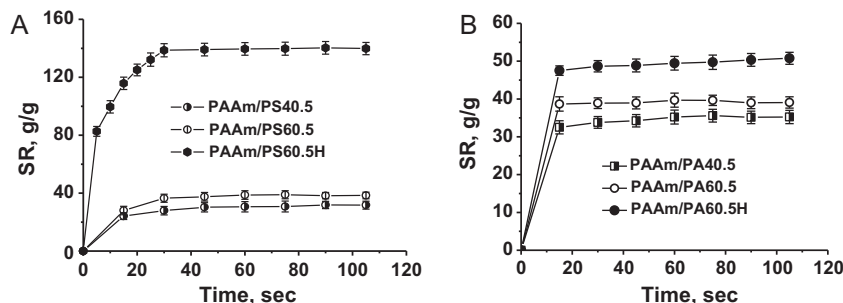 A
SR, g/g
160
120
80
40
0
PAAm/PS40.5
PAAm/PS60.5
PAAm/PS60.5H
0 20 40 60 80 100 120
Time, sec
B
SR, g/g
60
50
40
30
20
10
0
PAAm/PA40.5
PAAm/PA60.5
PAAm/PA60.5H
0 20 40 60 80 100 120
Time, sec